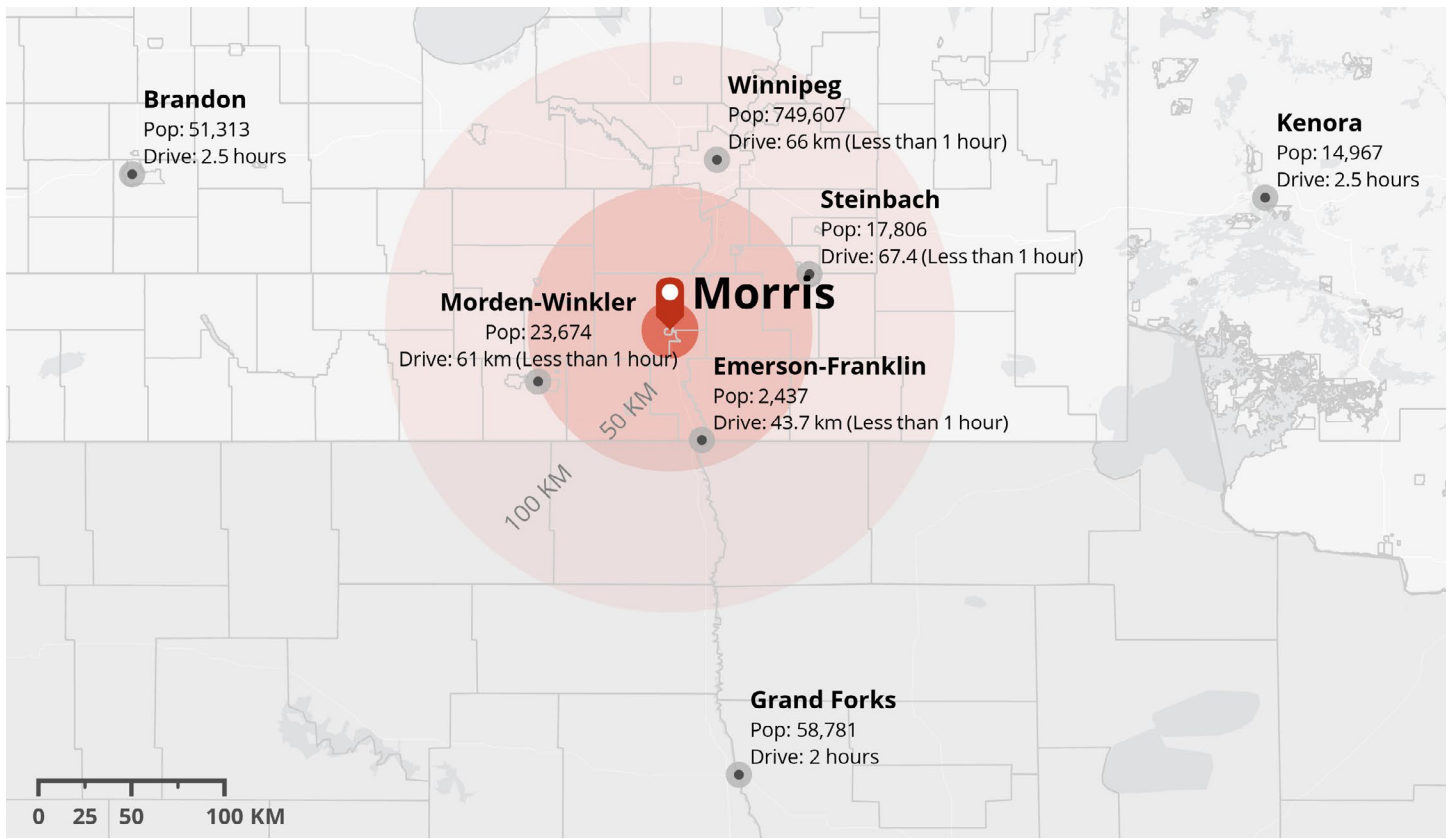 Brandon
Pop: 51,313
Drive: 2.5 hours
Winnipeg
Pop: 749,607
Drive: 66 km (Less than 1 hour)
Kenora
Pop: 14,967
Drive: 2.5 hours
Steinbach
Pop: 17,806
Drive: 67.4 (Less than 1 hour)
Morris
Morden-Winkler
Pop: 23,674
Drive: 61 km (Less than 1 hour)
Emerson-Franklin
Pop: 2,437
Drive: 43.7 km (Less than 1 hour)
50 KM
100 KM
Grand Forks
Pop: 58,781
Drive: 2 hours
0 25 50 100 KM